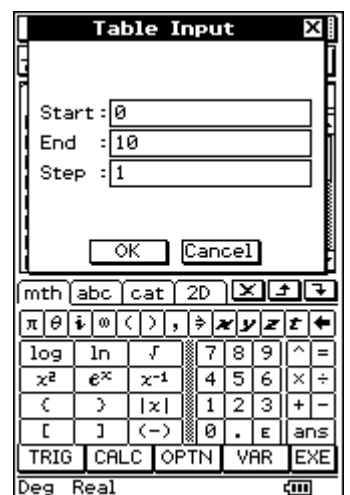 Table Input
Start: 0
End : 10
Step : 1
OK Cancel
mth abc cat 2D
π θ i ∞ ( ) , ⇒ x y z t ←
log ln √ 7 8 9 ^ =
x² eˣ x⁻¹ 4 5 6 × ÷
( ) |x| 1 2 3 + −
[ ] (−) 0 . E ans
TRIG CALC OPTN VAR EXE
Deg Real